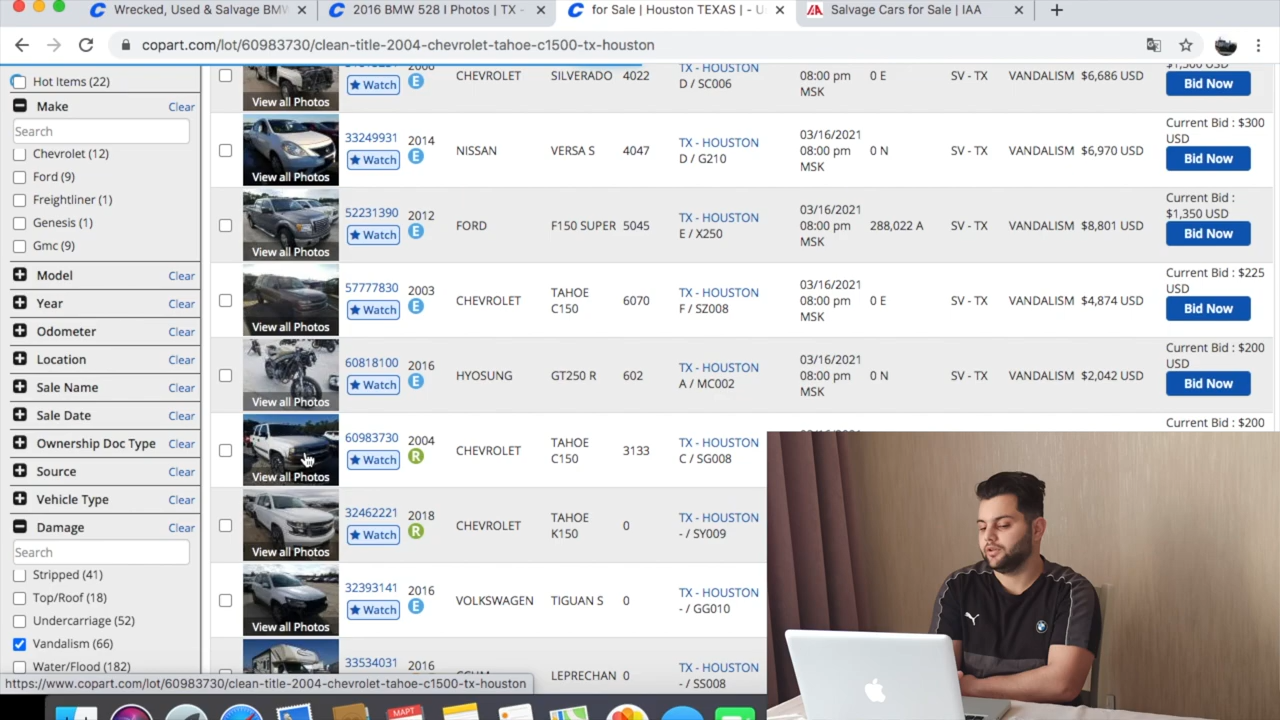 Wrecked, Used & Salvage BMW
2016 BMW 528 I Photos | TX -
for Sale | Houston TEXAS | - U
Salvage Cars for Sale | IAA
copart.com/lot/60983730/clean-title-2004-chevrolet-tahoe-c1500-tx-houston
Hot Items (22)
Make Clear
Search
Chevrolet (12)
Ford (9)
Freightliner (1)
Genesis (1)
Gmc (9)
Model Clear
Year Clear
Odometer Clear
Location Clear
Sale Name Clear
Sale Date Clear
Ownership Doc Type Clear
Source Clear
Vehicle Type Clear
Damage Clear
Search
Stripped (41)
Top/Roof (18)
Undercarriage (52)
Vandalism (66)
Water/Flood (182)
View all Photos
Watch
E
CHEVROLET
SILVERADO
4022
TX - HOUSTON
D / SC006
08:00 pm
MSK
0 E
SV - TX
VANDALISM
$6,686 USD
Bid Now
View all Photos
33249931
Watch
2014
E
NISSAN
VERSA S
4047
TX - HOUSTON
D / G210
03/16/2021
08:00 pm
MSK
0 N
SV - TX
VANDALISM
$6,970 USD
Current Bid : $300
USD
Bid Now
View all Photos
52231390
Watch
2012
E
FORD
F150 SUPER
5045
TX - HOUSTON
E / X250
03/16/2021
08:00 pm
MSK
288,022 A
SV - TX
VANDALISM
$8,801 USD
Current Bid :
$1,350 USD
Bid Now
View all Photos
57777830
Watch
2003
E
CHEVROLET
TAHOE
C150
6070
TX - HOUSTON
F / SZ008
03/16/2021
08:00 pm
MSK
0 E
SV - TX
VANDALISM
$4,874 USD
Current Bid : $225
USD
Bid Now
View all Photos
60818100
Watch
2016
E
HYOSUNG
GT250 R
602
TX - HOUSTON
A / MC002
03/16/2021
08:00 pm
MSK
0 N
SV - TX
VANDALISM
$2,042 USD
Current Bid : $200
USD
Bid Now
View all Photos
60983730
Watch
2004
R
CHEVROLET
TAHOE
C150
3133
TX - HOUSTON
C / SG008
03/16/2021
Current Bid : $200
View all Photos
32462221
Watch
2018
R
CHEVROLET
TAHOE
K150
0
TX - HOUSTON
- / SY009
View all Photos
32393141
Watch
2016
E
VOLKSWAGEN
TIGUAN S
0
TX - HOUSTON
- / GG010
33534031
2016
LEPRECHAN
0
TX - HOUSTON
- / SS008
https://www.copart.com/lot/60983730/clean-title-2004-chevrolet-tahoe-c1500-tx-houston
МАРТ